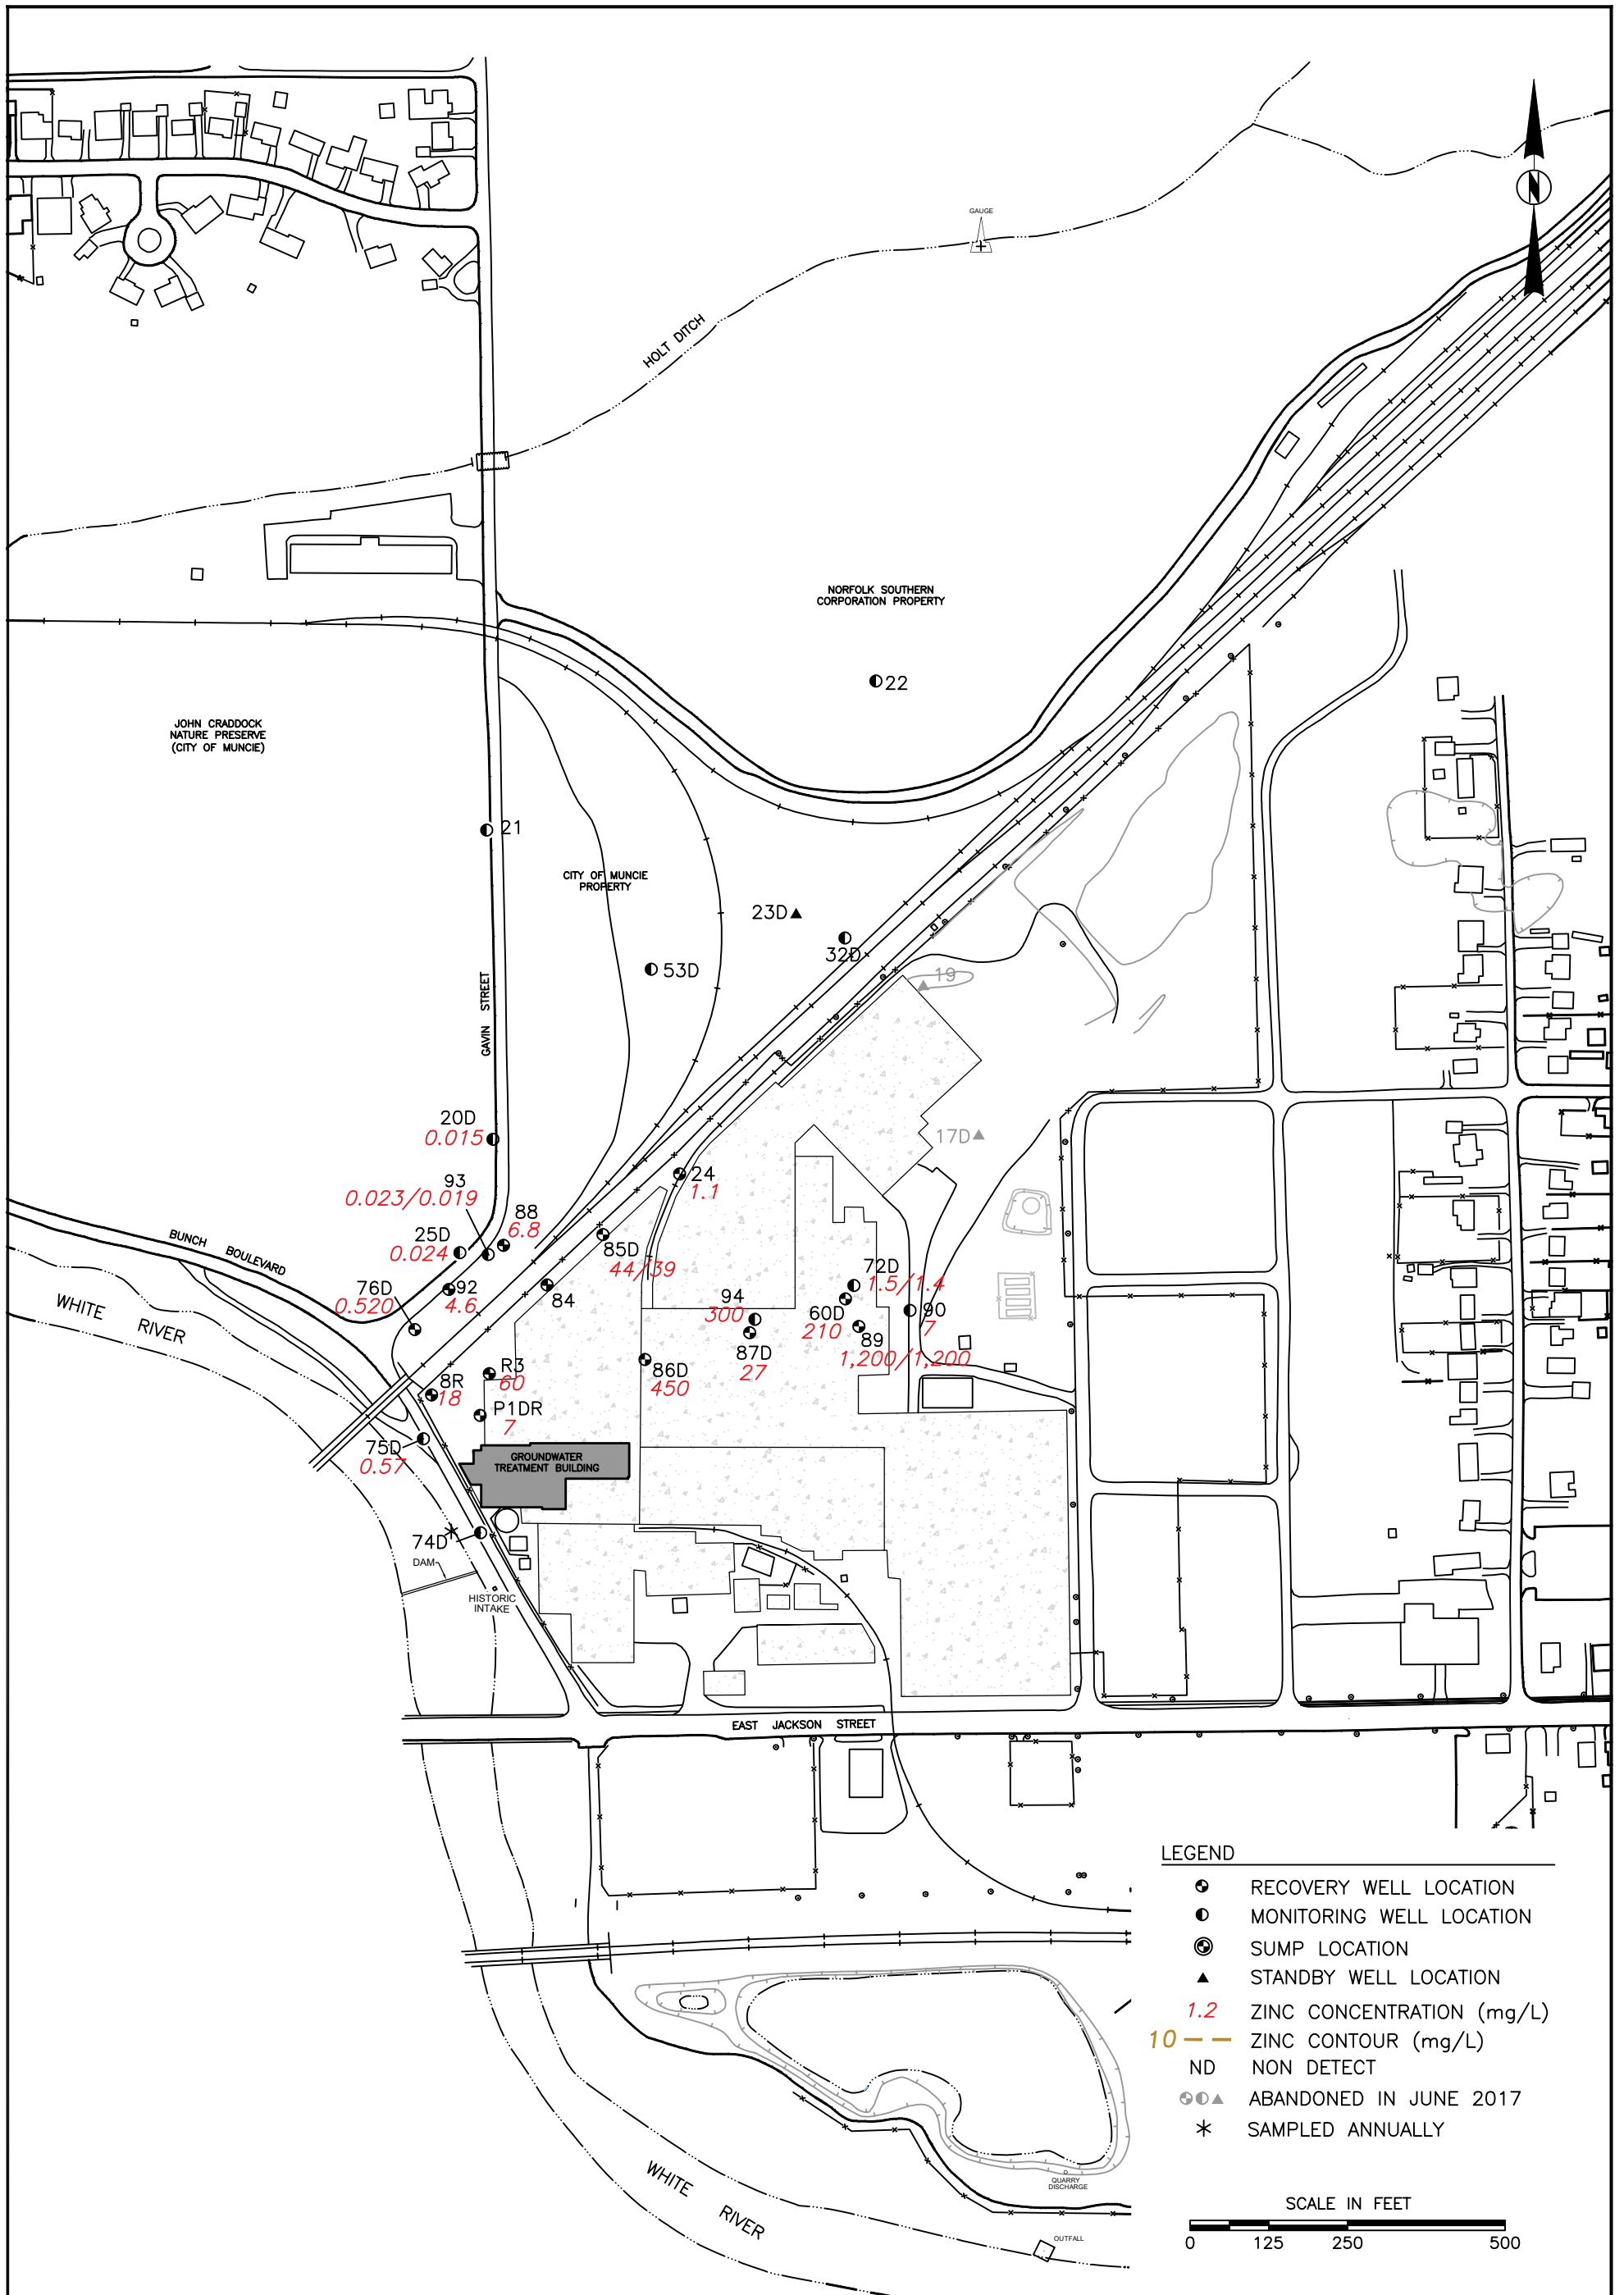 GAUGE
HOLT DITCH
NORFOLK SOUTHERN
CORPORATION PROPERTY
22
JOHN CRADDOCK
NATURE PRESERVE
(CITY OF MUNCIE)
21
CITY OF MUNCIE
PROPERTY
23D
32D
53D
19
GAVIN STREET
20D
0.015
17D
93
0.023/0.019
24
1.1
88
6.8
25D
0.024
85D
44/39
BUNCH BOULEVARD
76D
0.520
92
4.6
84
72D
1.5/1.4
WHITE RIVER
94
300
60D
210
90
7
89
1,200/1,200
87D
27
86D
450
R3
60
8R
18
P1DR
7
75D
0.57
GROUNDWATER
TREATMENT BUILDING
74D
DAM
HISTORIC
INTAKE
EAST JACKSON STREET
LEGEND
RECOVERY WELL LOCATION
MONITORING WELL LOCATION
SUMP LOCATION
STANDBY WELL LOCATION
1.2 ZINC CONCENTRATION (mg/L)
10 ZINC CONTOUR (mg/L)
ND NON DETECT
ABANDONED IN JUNE 2017
SAMPLED ANNUALLY
QUARRY
DISCHARGE
WHITE RIVER
OUTFALL
SCALE IN FEET
0 125 250 500